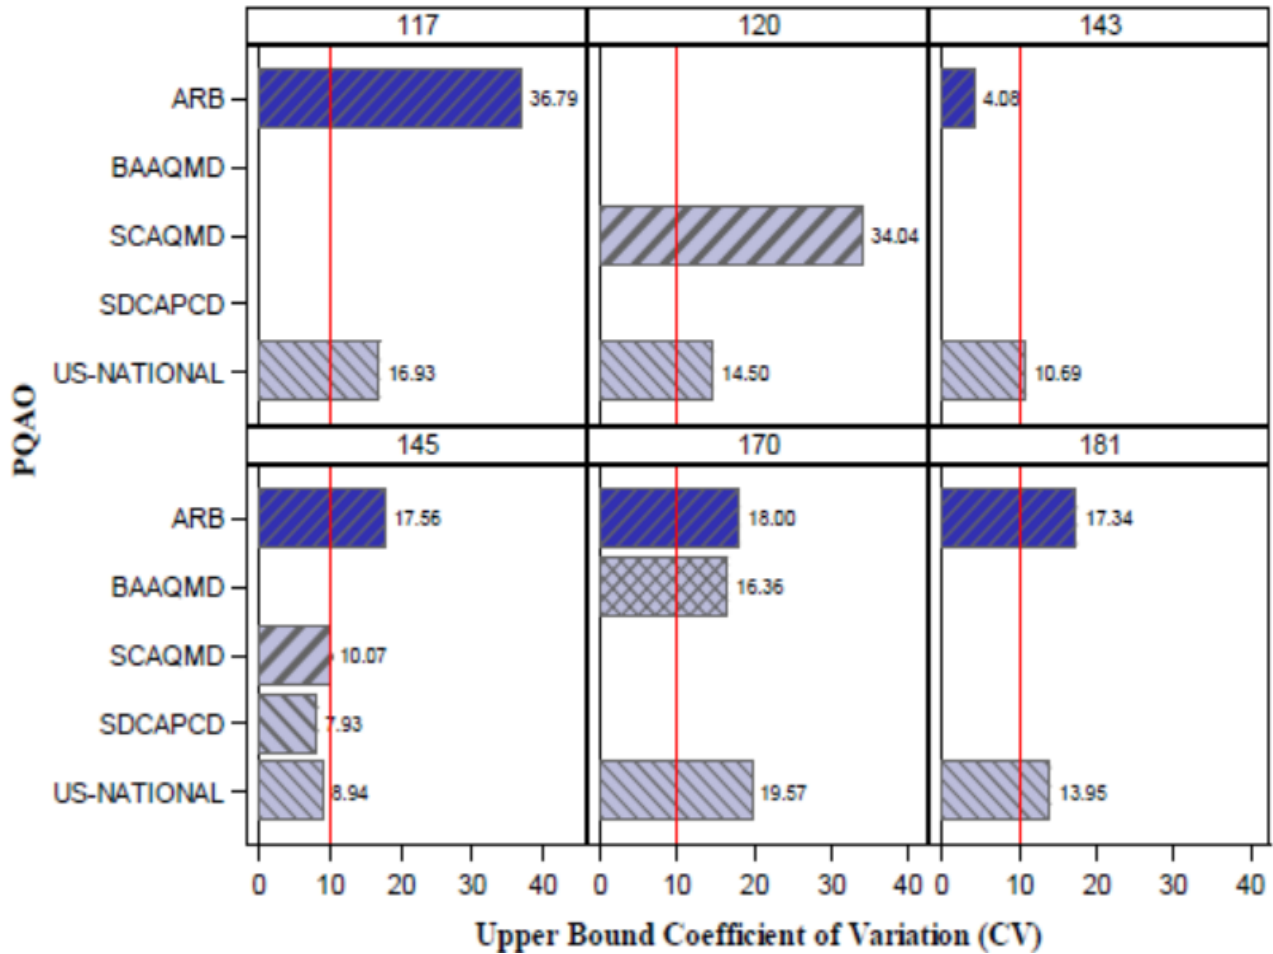 117 120 143
ARB 36.79 4.08
BAAQMD
SCAQMD 34.04
SDCAPCD
US-NATIONAL 16.93 14.50 10.69
PQAO
145 170 181
ARB 17.56 18.00 17.34
BAAQMD 16.36
SCAQMD 10.07
SDCAPCD 7.93
US-NATIONAL 8.94 19.57 13.95
0 10 20 30 40 0 10 20 30 40 0 10 20 30 40
Upper Bound Coefficient of Variation (CV)